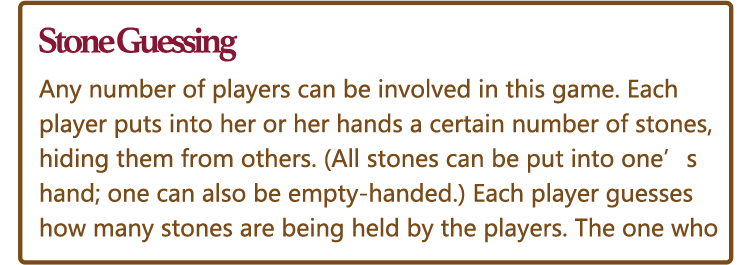 Stone Guessing
Any number of players can be involved in this game. Each
player puts into her or her hands a certain number of stones,
hiding them from others. (All stones can be put into one’s
hand; one can also be empty-handed.) Each player guesses
how many stones are being held by the players. The one who